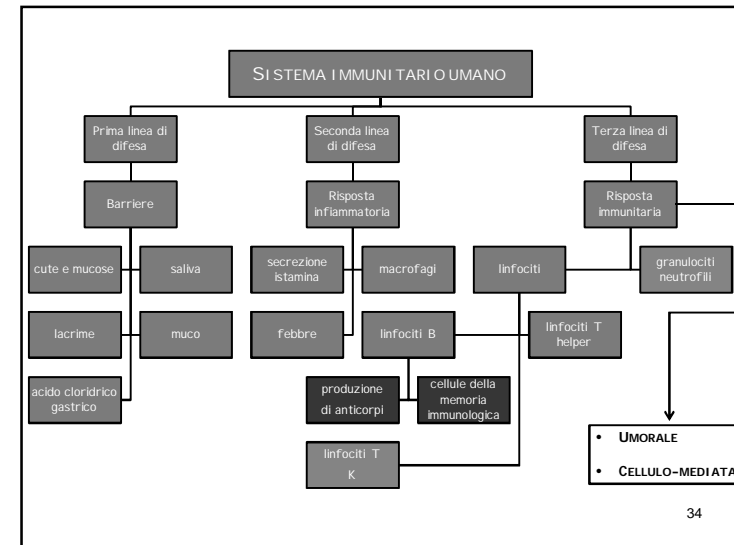 SISTEMA IMMUNITARIO UMANO
Prima linea di
difesa
Seconda linea
di difesa
Terza linea di
difesa
Barriere
Risposta
infiammatoria
Risposta
immunitaria
cute e mucose
saliva
secrezione
istamina
macrofagi
linfociti
granulociti
neutrofili
lacrime
muco
febbre
linfociti B
linfociti T
helper
acido cloridrico
gastrico
produzione
di anticorpi
cellule della
memoria
immunologica
linfociti T
K
• UMORALE
• CELLULO-MEDIATA
34